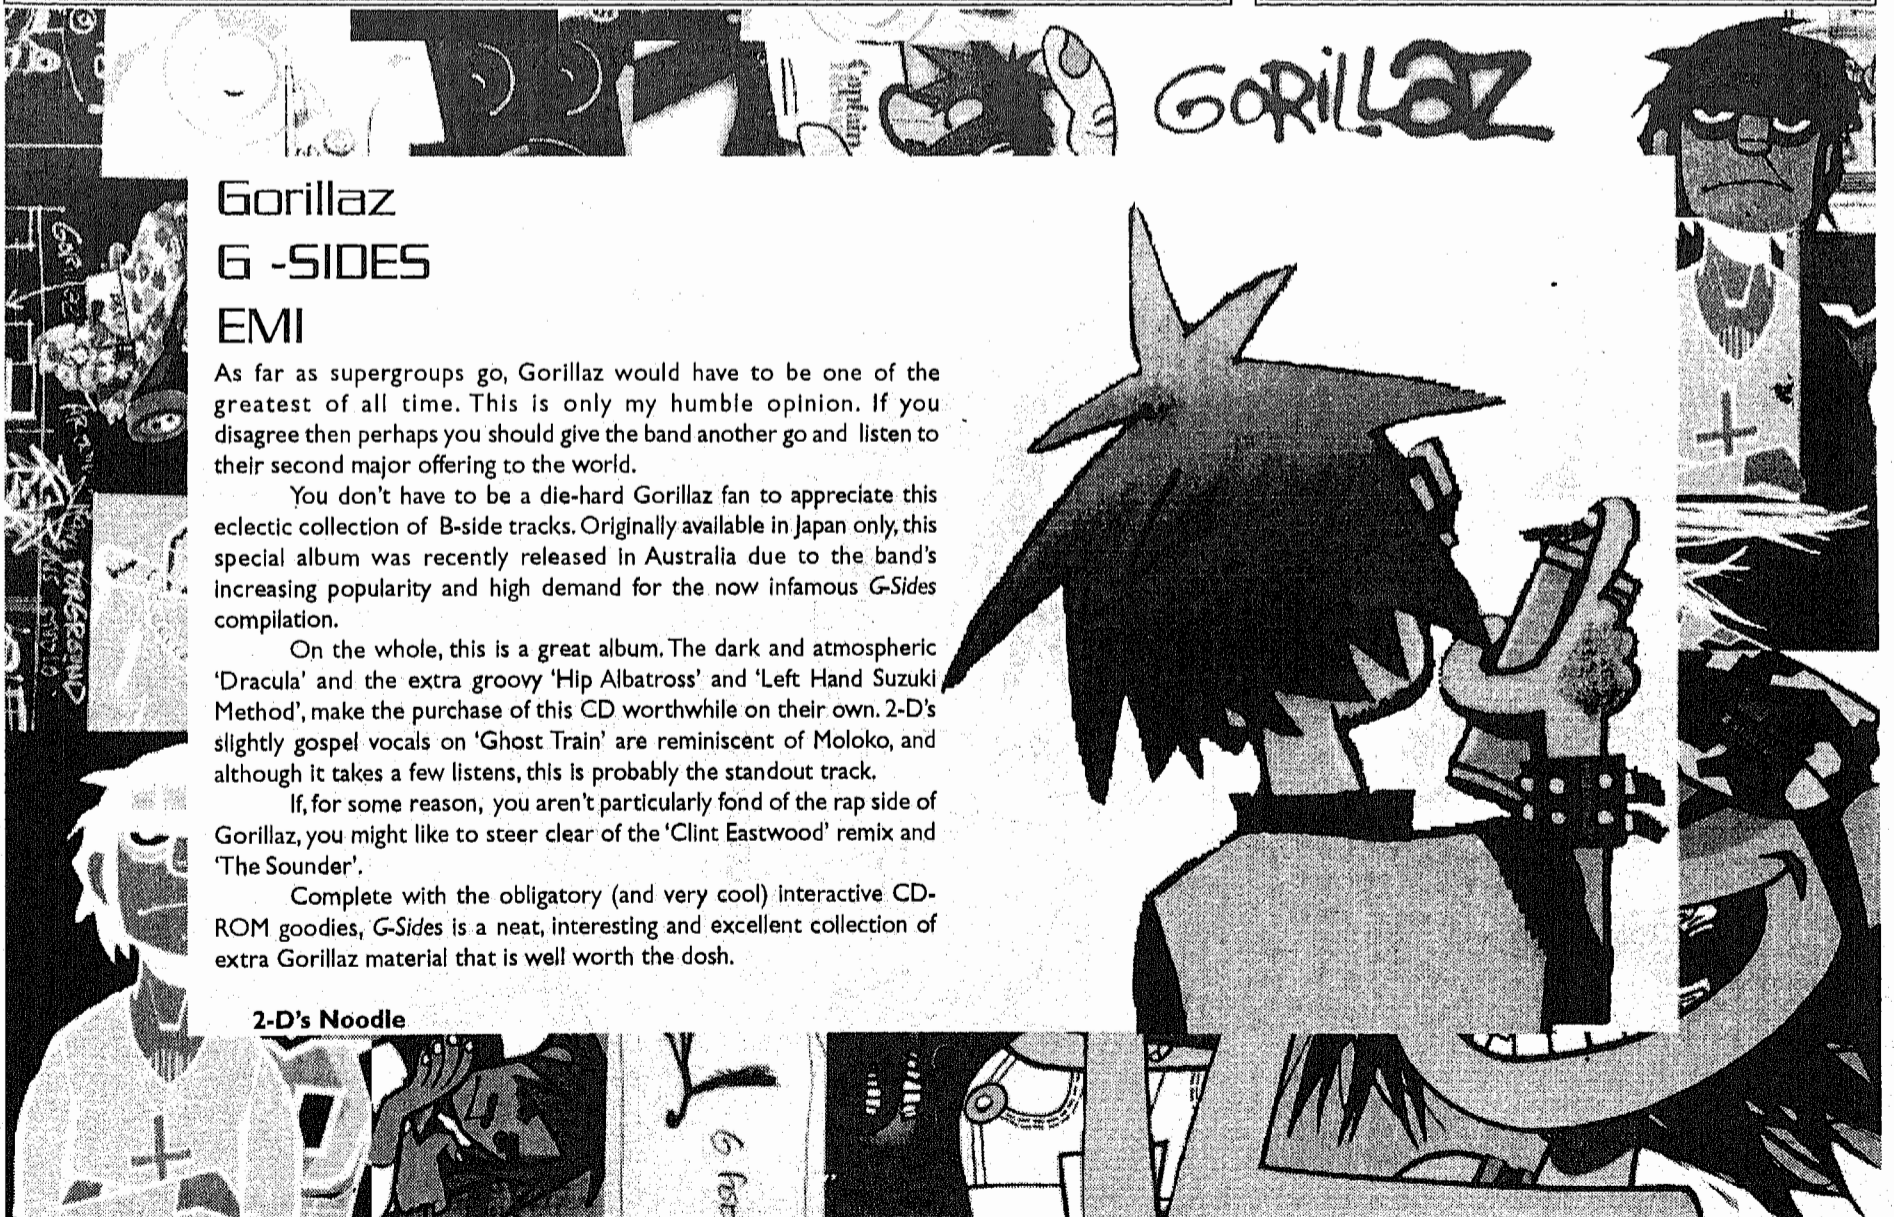 GORILLAZ
Captain
Gorillaz
G -SIDES
EMI
As far as supergroups go, Gorillaz would have to be one of the
greatest of all time. This is only my humble opinion. If you
disagree then perhaps you should give the band another go and listen to
their second major offering to the world.
You don't have to be a die-hard Gorillaz fan to appreciate this
eclectic collection of B-side tracks. Originally available in Japan only, this
special album was recently released in Australia due to the band's
increasing popularity and high demand for the now infamous G-Sides
compilation.
On the whole, this is a great album. The dark and atmospheric
'Dracula' and the extra groovy 'Hip Albatross' and 'Left Hand Suzuki
Method', make the purchase of this CD worthwhile on their own. 2-D's
slightly gospel vocals on 'Ghost Train' are reminiscent of Moloko, and
although it takes a few listens, this is probably the standout track.
If, for some reason, you aren't particularly fond of the rap side of
Gorillaz, you might like to steer clear of the 'Clint Eastwood' remix and
'The Sounder'.
Complete with the obligatory (and very cool) interactive CD-
ROM goodies, G-Sides is a neat, interesting and excellent collection of
extra Gorillaz material that is well worth the dosh.
2-D's Noodle